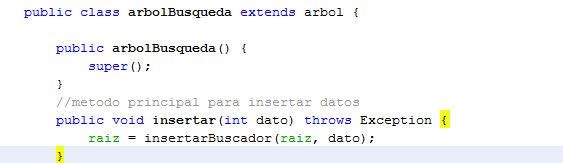 public class arbolBusqueda extends arbol {
public arbolBusqueda() {
super();
}
//metodo principal para insertar datos
public void insertar(int dato) throws Exception {
raiz = insertarBuscador(raiz, dato);
}